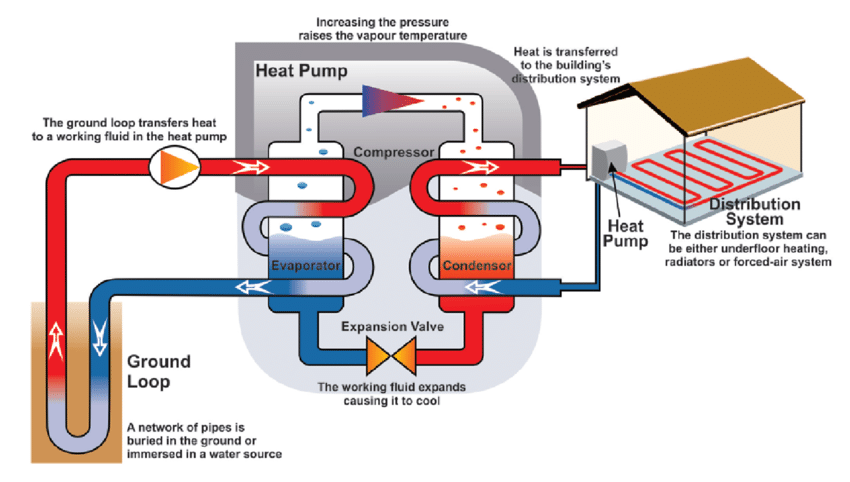 Increasing the pressure
raises the vapour temperature
Heat is transferred
to the building's
distribution system
Heat Pump
The ground loop transfers heat
to a working fluid in the heat pump
Compressor
Heat
Pump
Distribution
System
The distribution system can
be either underfloor heating,
radiators or forced-air system
Evaporator
Condensor
Expansion Valve
The working fluid expands
causing it to cool
Ground
Loop
A network of pipes is
buried in the ground or
immersed in a water source